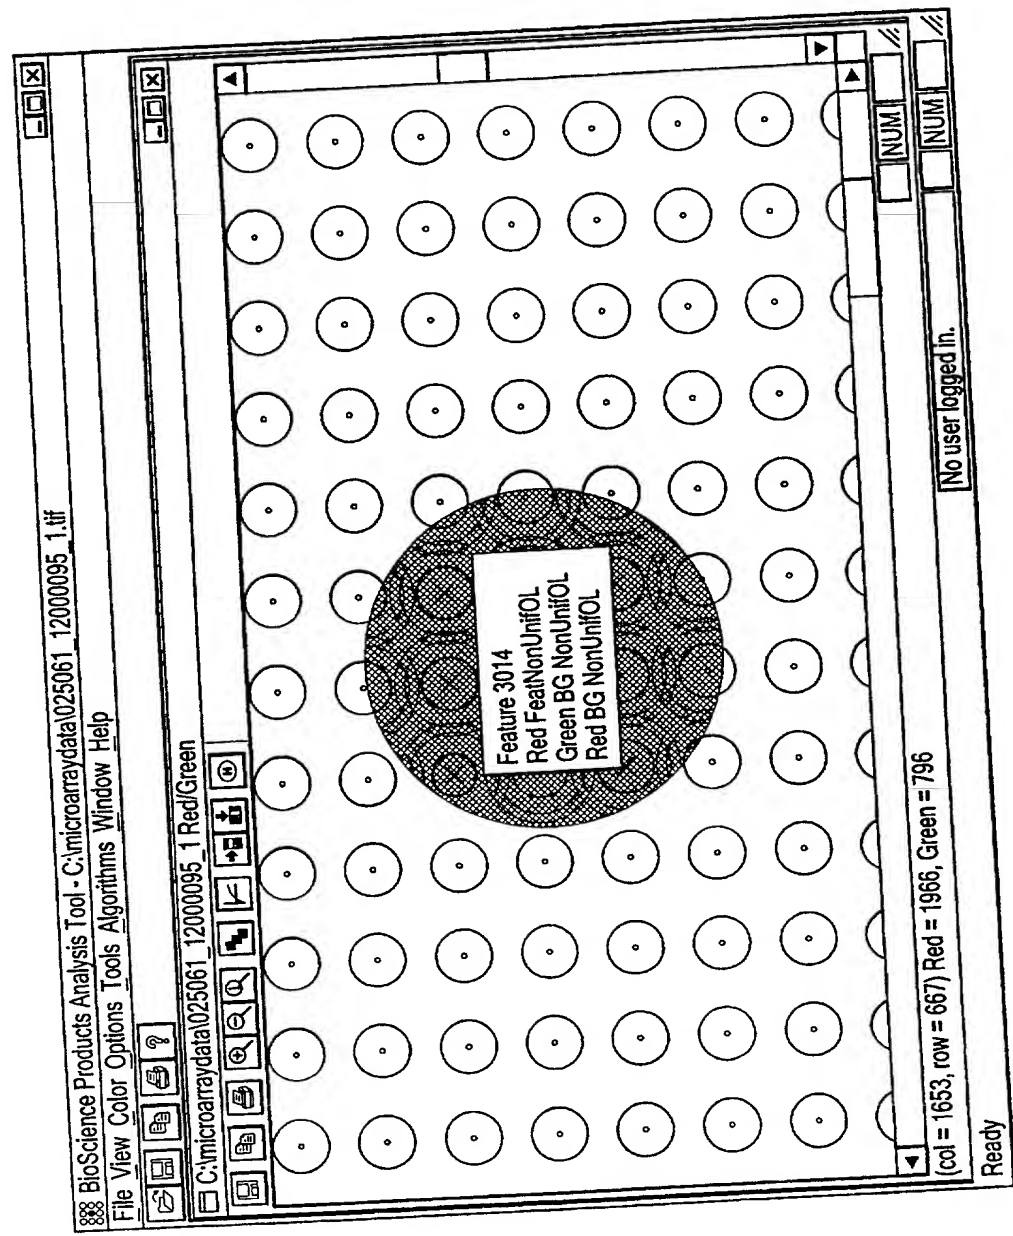 BioScience Products Analysis Tool - C:\microarraydata\025061_12000095_1.tif
File View Color Options Tools Algorithms Window Help
C:\microarraydata\025061_12000095_1 Red/Green
Feature 3014
Red FeatNonUnifOL
Green BG NonUnifOL
Red BG NonUnifOL
(col = 1653, row = 667) Red = 1966, Green = 796
NUM
Ready
No user logged in.
NUM